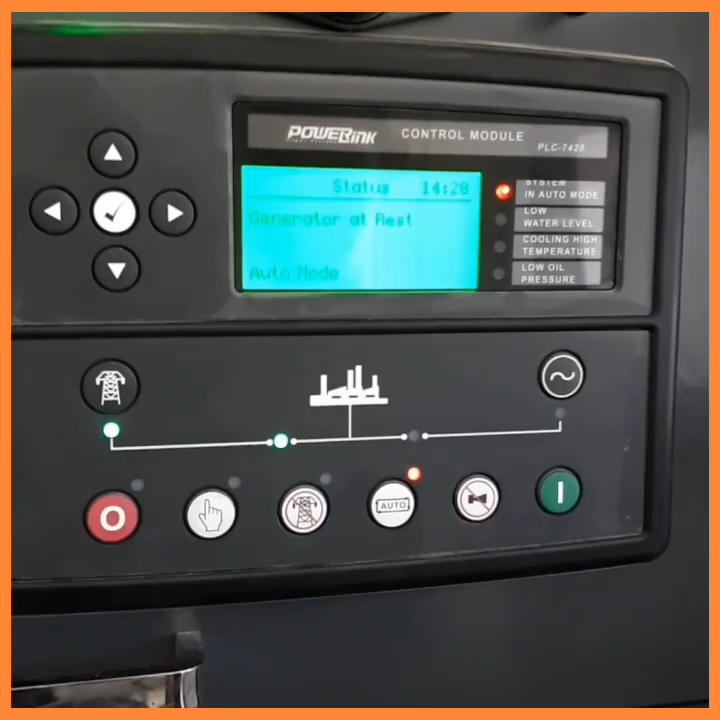 POWERLINK CONTROL MODULE
PLC-7420
Status 14:28
Generator at Rest
Auto Mode
SYSTEM
IN AUTO MODE
LOW
WATER LEVEL
COOLING HIGH
TEMPERATURE
LOW OIL
PRESSURE
O
AUTO
I